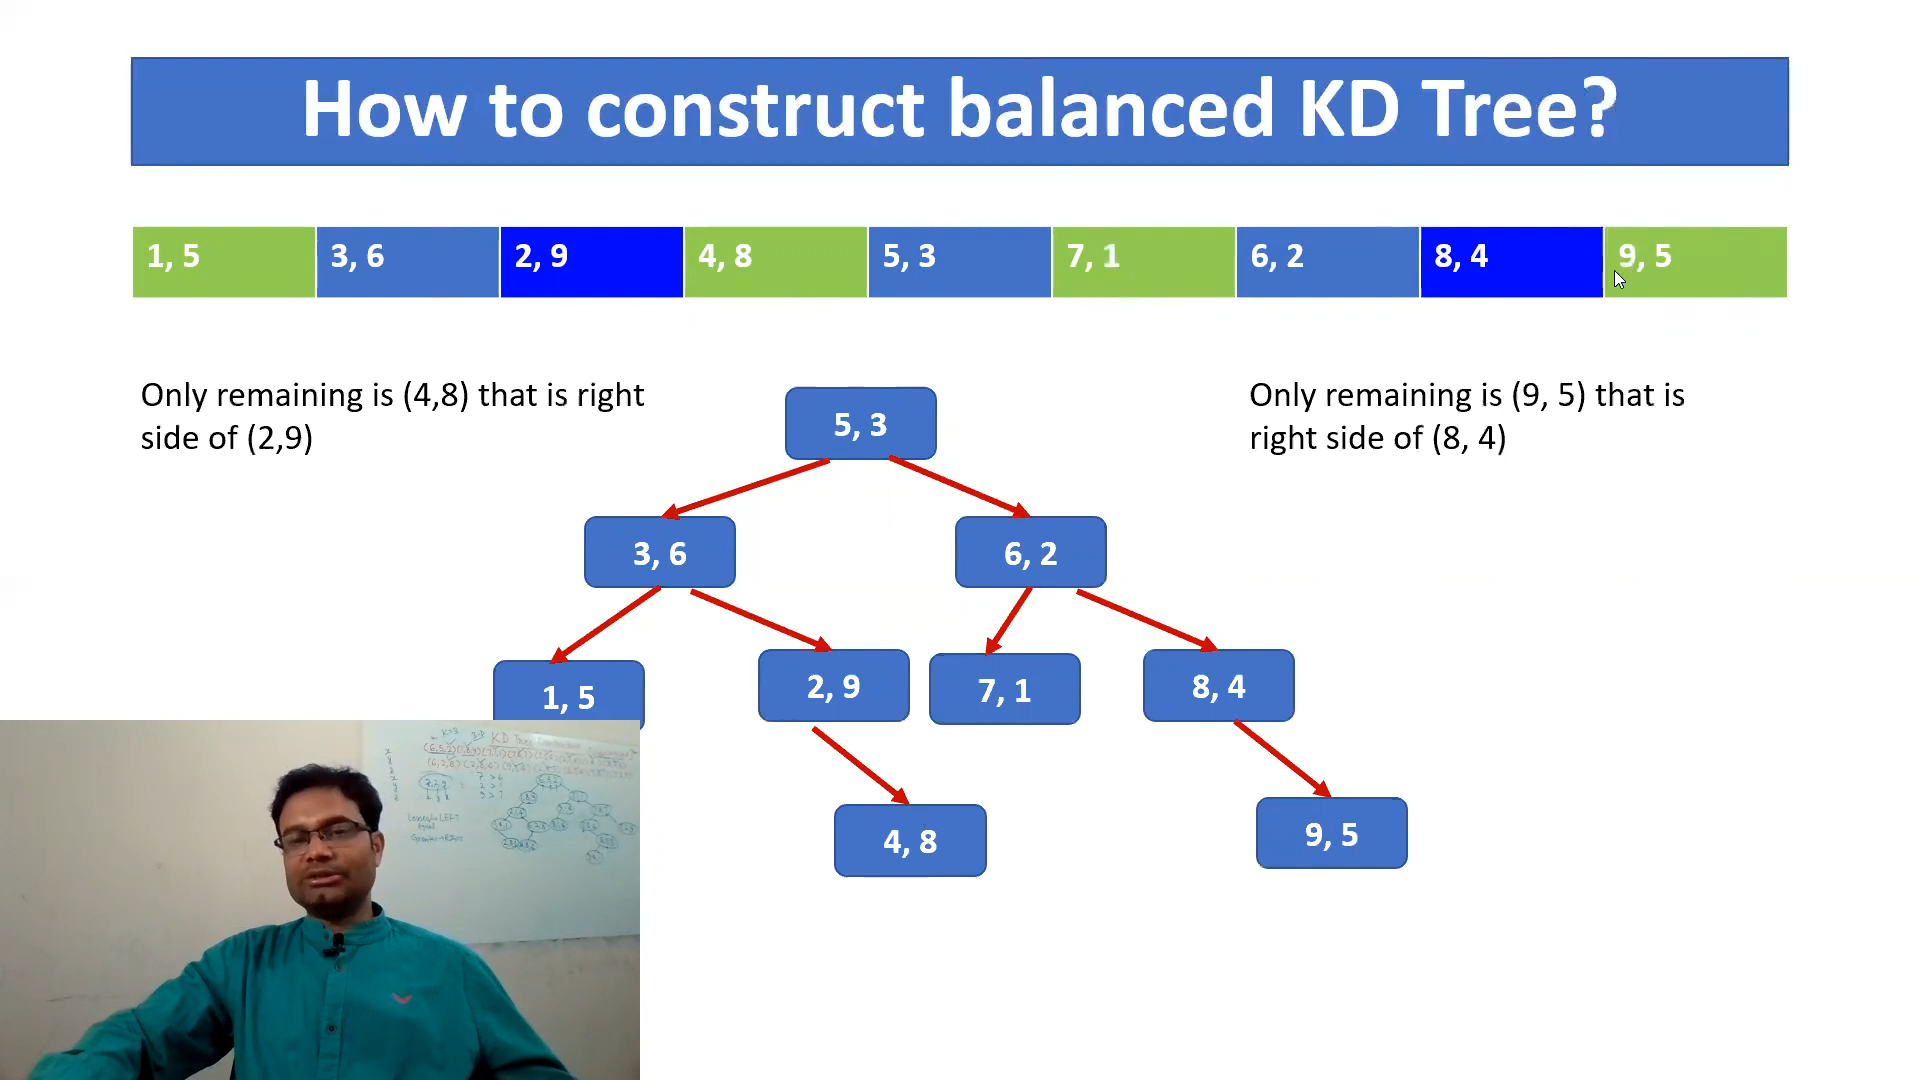 How to construct balanced KD Tree?
1, 5 3, 6 2, 9 4, 8 5, 3 7, 1 6, 2 8, 4 9, 5
Only remaining is (4,8) that is right
side of (2,9)
Only remaining is (9, 5) that is
right side of (8, 4)
5, 3
3, 6 6, 2
1, 5 2, 9 7, 1 8, 4
4, 8 9, 5
KD Tree